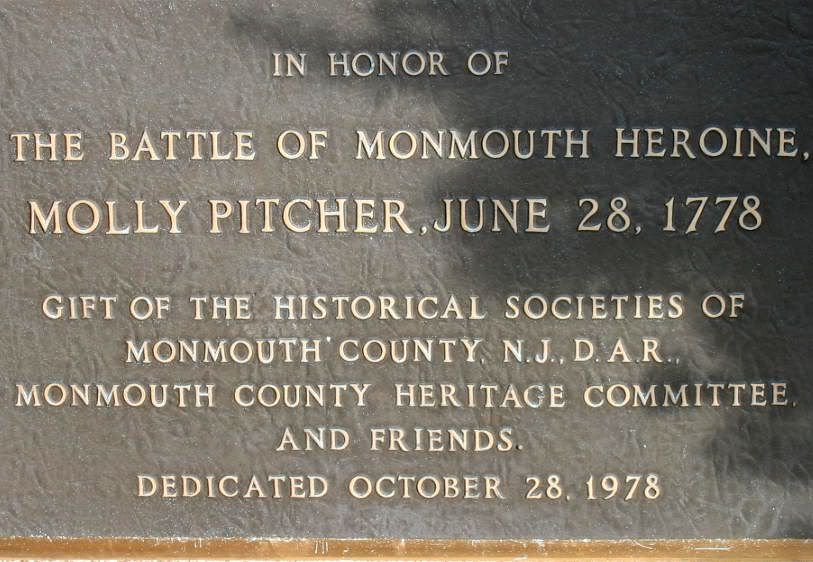 IN HONOR OF
THE BATTLE OF MONMOUTH HEROINE,
MOLLY PITCHER, JUNE 28, 1778
GIFT OF THE HISTORICAL SOCIETIES OF
MONMOUTH COUNTY, N.J., D.A.R.,
MONMOUTH COUNTY HERITAGE COMMITTEE,
AND FRIENDS.
DEDICATED OCTOBER 28, 1978